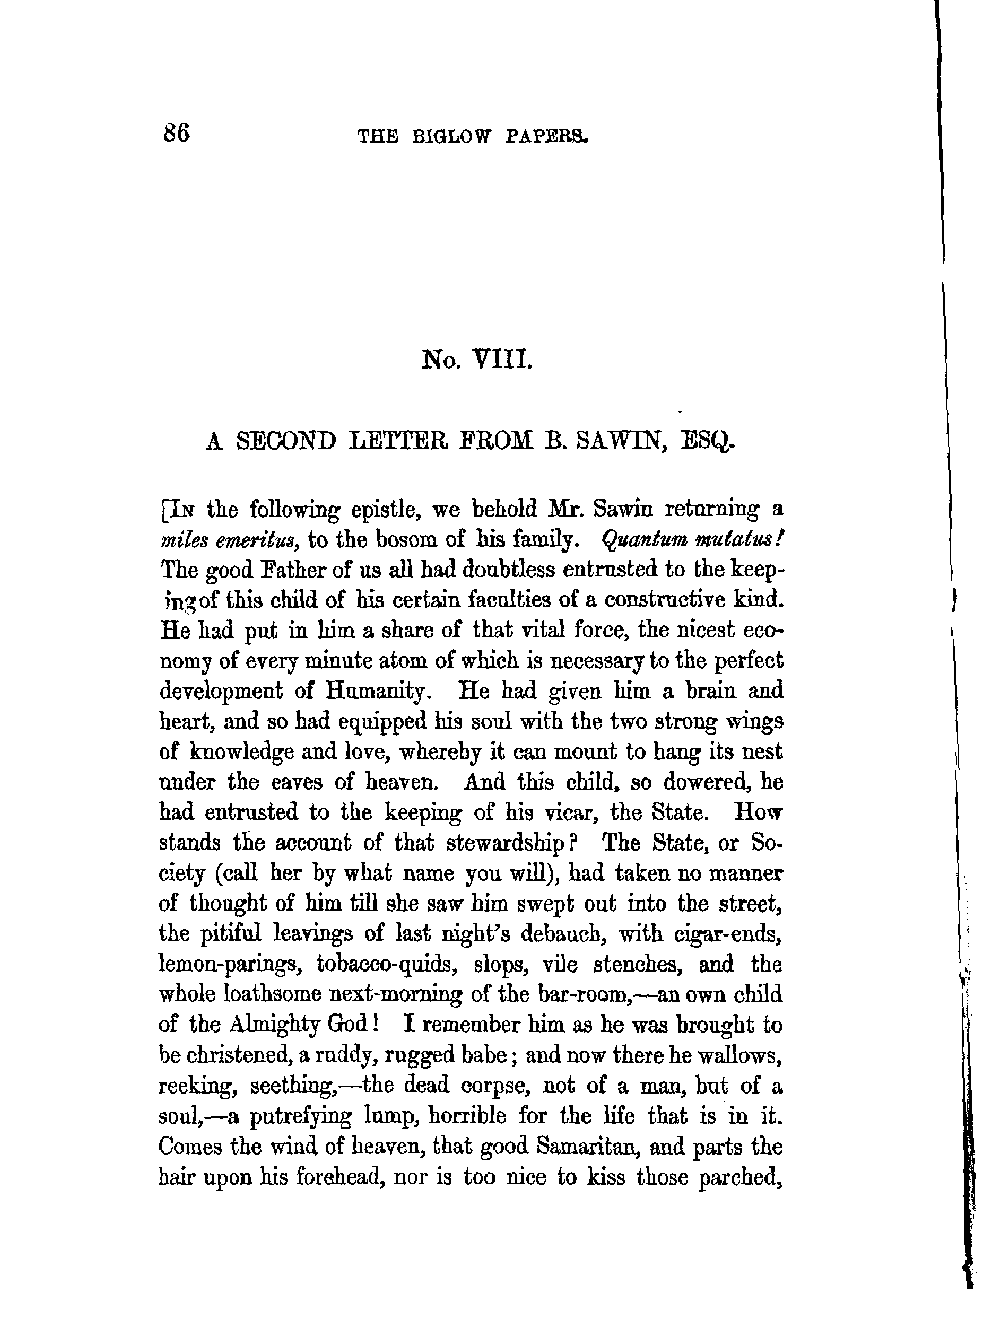 86 THE BIGLOW PAPERS.
No. VIII.
A SECOND LETTER FROM B. SAWIN, ESQ.
[IN the following epistle, we behold Mr. Sawin returning a
miles emeritus, to the bosom of his family. Quantum mutatus!
The good Father of us all had doubtless entrusted to the keep-
ing of this child of his certain faculties of a constructive kind.
He had put in him a share of that vital force, the nicest eco-
nomy of every minute atom of which is necessary to the perfect
development of Humanity. He had given him a brain and
heart, and so had equipped his soul with the two strong wings
of knowledge and love, whereby it can mount to hang its nest
under the eaves of heaven. And this child, so dowered, he
had entrusted to the keeping of his vicar, the State. How
stands the account of that stewardship? The State, or So-
ciety (call her by what name you will), had taken no manner
of thought of him till she saw him swept out into the street,
the pitiful leavings of last night's debauch, with cigar-ends,
lemon-parings, tobacco-quids, slops, vile stenches, and the
whole loathsome next-morning of the bar-room,—an own child
of the Almighty God! I remember him as he was brought to
be christened, a ruddy, rugged babe; and now there he wallows,
reeking, seething,—the dead corpse, not of a man, but of a
soul,—a putrefying lump, horrible for the life that is in it.
Comes the wind of heaven, that good Samaritan, and parts the
hair upon his forehead, nor is too nice to kiss those parched,